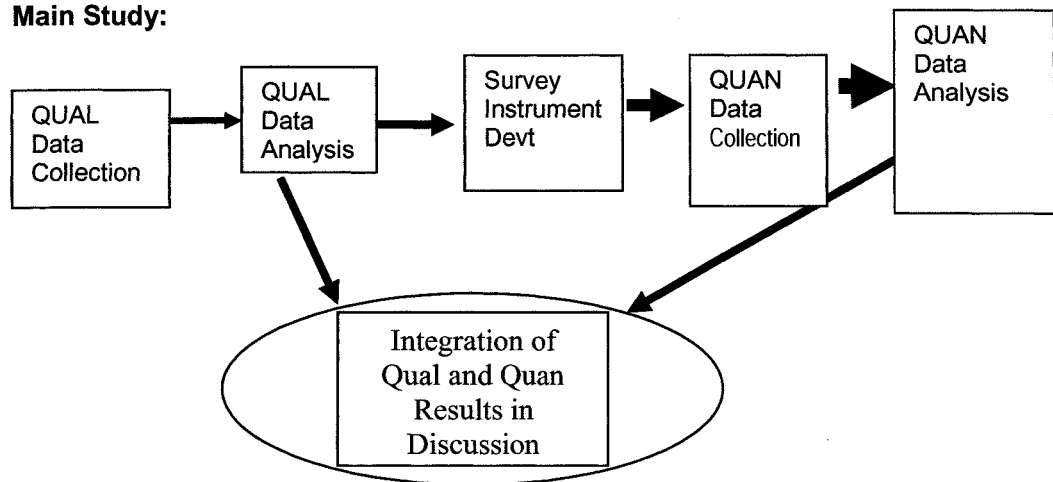 Main Study:
QUAL
Data
Collection
QUAL
Data
Analysis
Survey
Instrument
Devt
QUAN
Data
Collection
QUAN
Data
Analysis
Integration of
Qual and Quan
Results in
Discussion